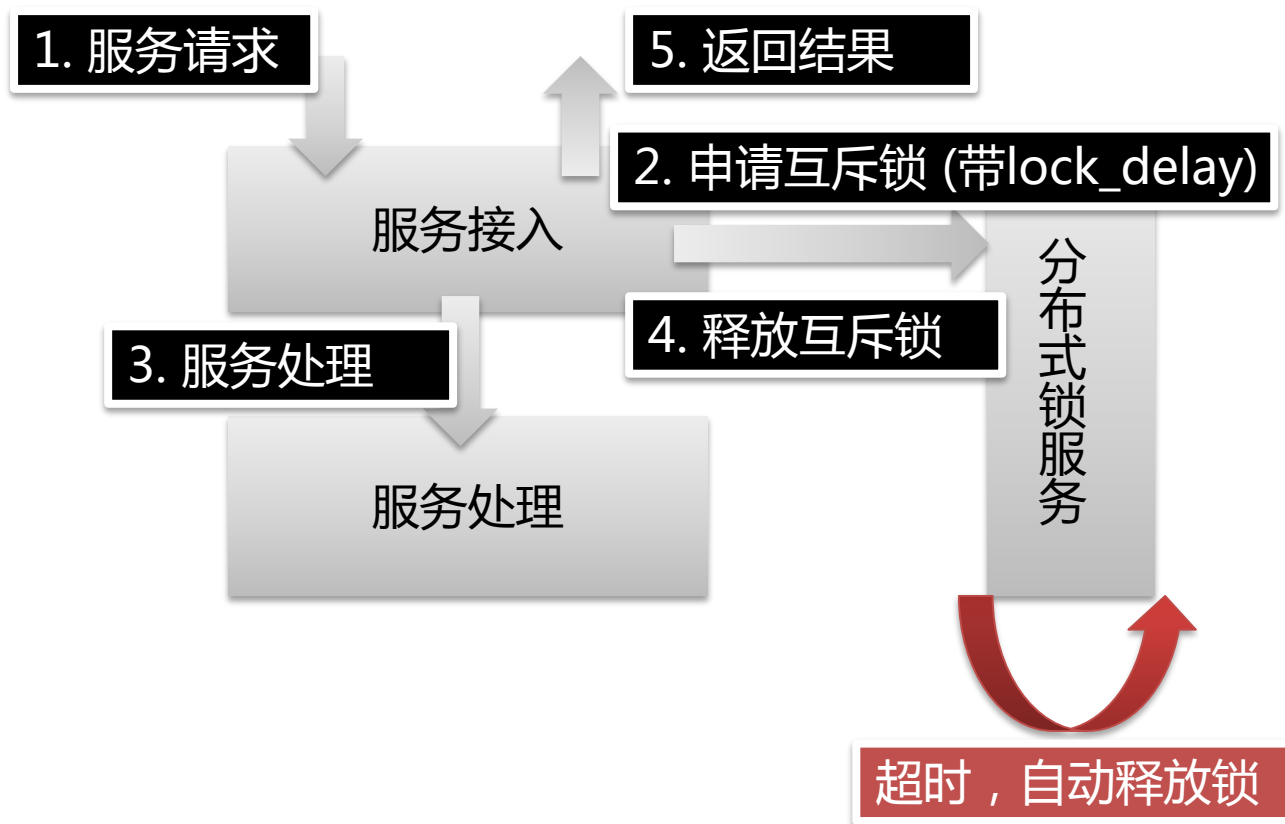 1. 服务请求
5. 返回结果
2. 申请互斥锁 (带lock_delay)
服务接入
4. 释放互斥锁
3. 服务处理
服务处理
分布式锁服务
超时，自动释放锁